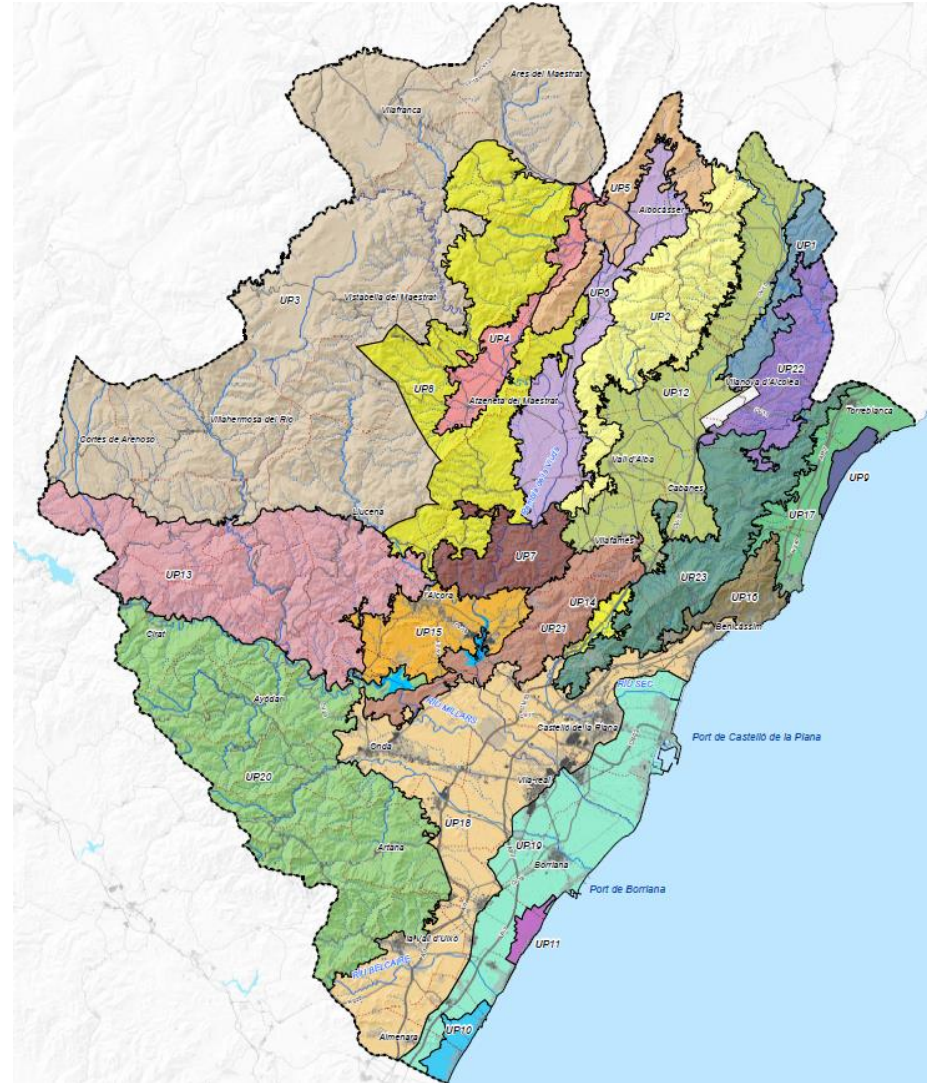 Ares del Maestrat
Vilafranca
UP5
Albocàsser
UP1
UP3
Vistabella del Maestrat
UP6
UP2
UP4
UP22
UP8
Vilanova d'Alcolea
Atzeneta del Maestrat
UP12
Torreblanca
Villahermosa del Río
Cortes de Arenoso
Vall d'Alba
UP9
Cabanes
Llucena
UP17
Vilafamés
UP7
UP13
UP23
l'Alcora
UP14
UP16
UP15
UP21
Benicàssim
Cirat
RIU SEC
Ayódar
RIU MILLARS
Castelló de la Plana
Port de Castelló de la Plana
Onda
UP20
Vila-real
UP18
Artana
UP19
Borriana
Port de Borriana
la Vall d'Uixó
UP11
RIU BELCAIRE
UP10
Almenara